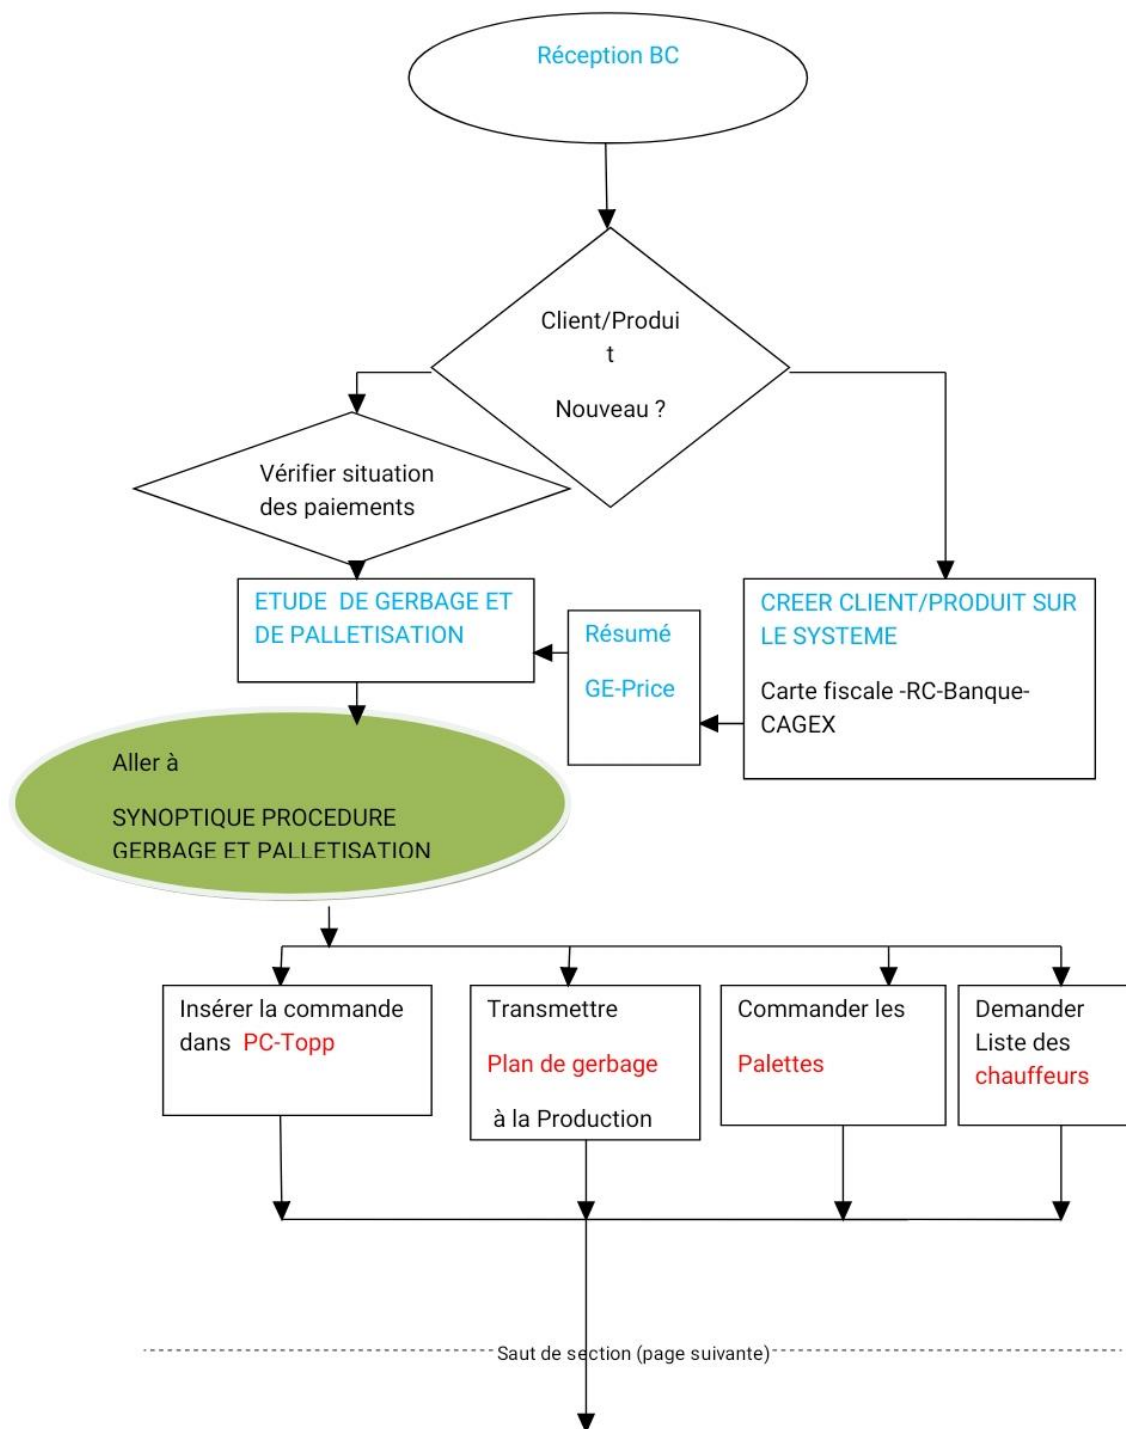 Réception BC
Client/Produi
t
Nouveau ?
Vérifier situation
des paiements
ETUDE  DE GERBAGE ET
DE PALLETISATION
Résumé
GE-Price
CREER CLIENT/PRODUIT SUR
LE SYSTEME
Carte fiscale -RC-Banque-
CAGEX
Aller à
SYNOPTIQUE PROCEDURE
GERBAGE ET PALLETISATION
Insérer la commande
dans  PC-Topp
Transmettre
Plan de gerbage
à la Production
Commander les
Palettes
Demander
Liste des
chauffeurs
Saut de section (page suivante)